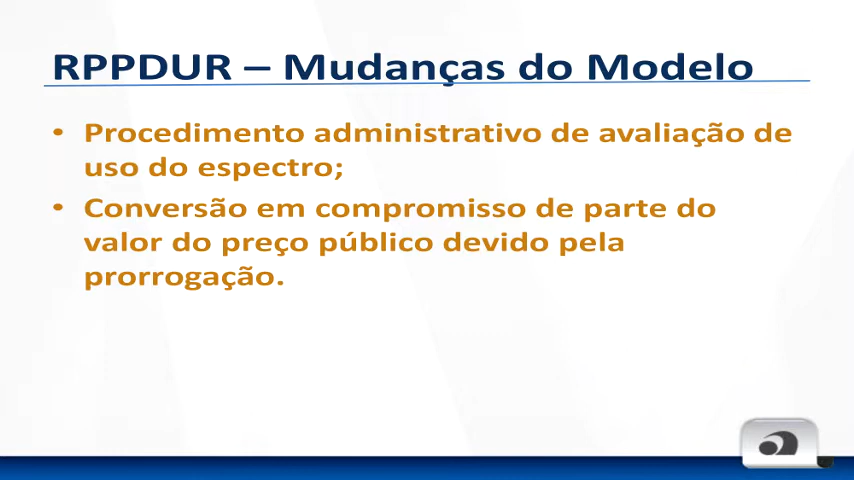 RPPDUR – Mudanças do Modelo
• Procedimento administrativo de avaliação de
uso do espectro;
• Conversão em compromisso de parte do
valor do preço público devido pela
prorrogação.